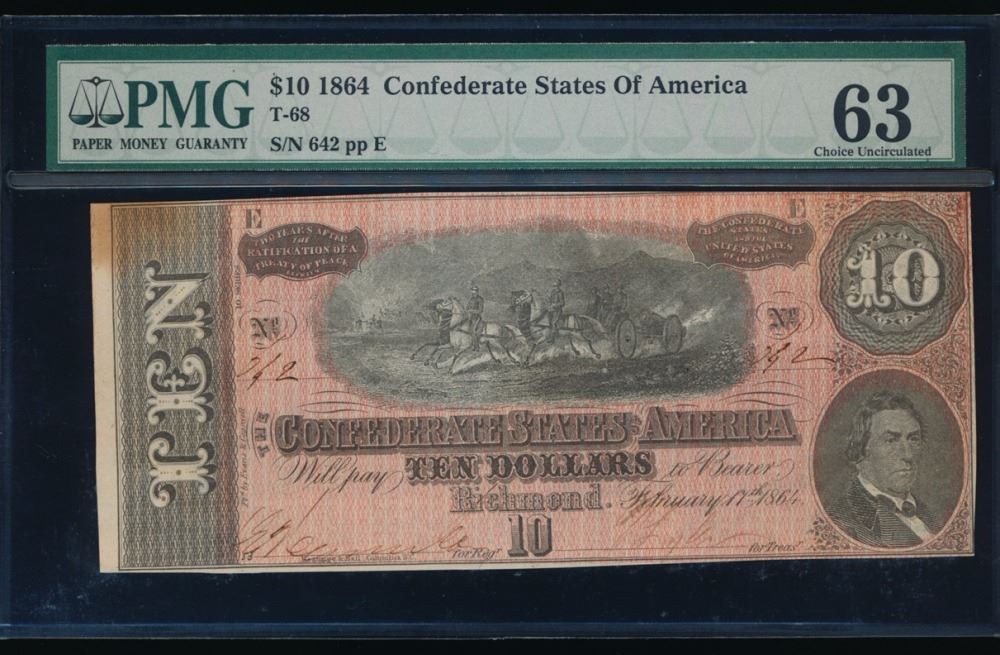 PMG
PAPER MONEY GUARANTY
$10 1864 Confederate States Of America
T-68
S/N 642 pp E
63
Choice Uncirculated
E
E
TWO YEARS AFTER
THE
RATIFICATION OF A
TREATY OF PEACE
BETWEEN
THE CONFEDERATE
STATES
AND THE
UNITED STATES
OF AMERICA
10
TEN
No
No
THE
CONFEDERATE STATES OF AMERICA
Will pay TEN DOLLARS to Bearer
Richmond. February 17th. 1864
10
for Regr.
for Treasr.